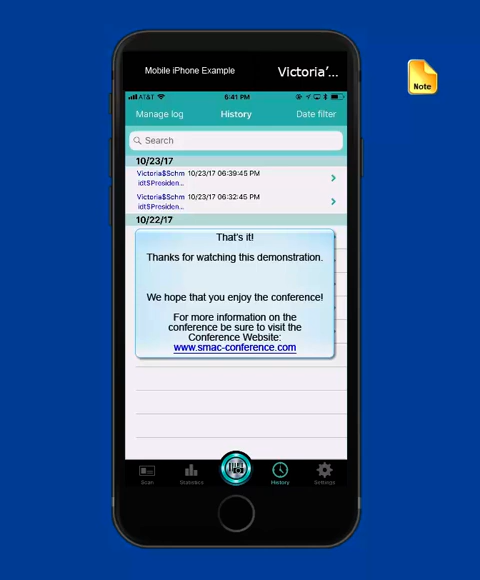 Mobile iPhone Example
Victoria’…
Note
AT&T
6:41 PM
Manage log
History
Date filter
Search
10/23/17
Victoria$Schm 10/23/17 06:39:45 PM
idt$Presiden...
Victoria$Schm 10/23/17 06:32:45 PM
idt$Presiden...
10/22/17
That's it!
Thanks for watching this demonstration.
We hope that you enjoy the conference!
For more information on the
conference be sure to visit the
Conference Website:
www.smac-conference.com
Scan
Statistics
History
Settings